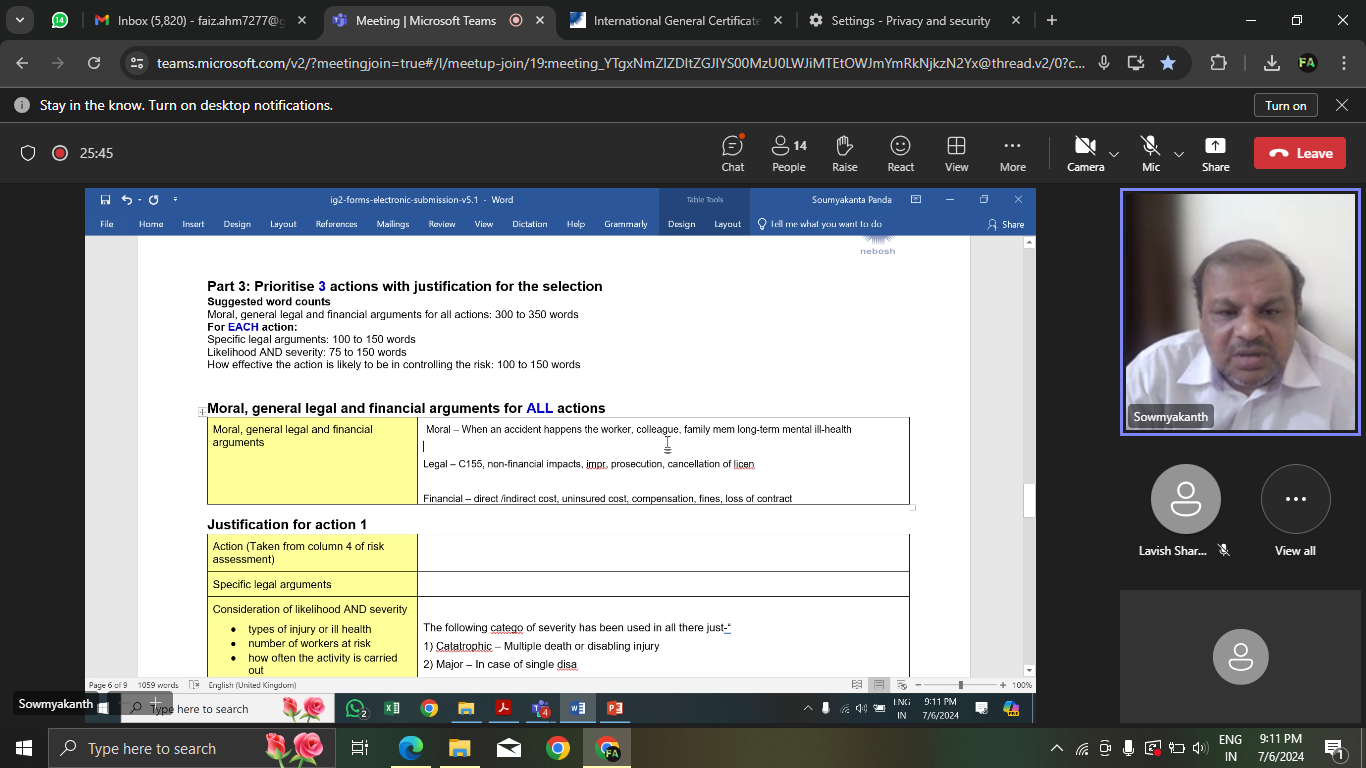 14
Inbox (5,820) - faiz.ahm7277@g
Meeting | Microsoft Teams
International General Certificate
Settings - Privacy and security
teams.microsoft.com/v2/?meetingjoin=true#/l/meetup-join/19:meeting_YTgxNmZlZDItZGJlYS00MzU0LWJiMTEtOWJmYmRkNjkzN2Yx@thread.v2/0?c...
FA
Stay in the know. Turn on desktop notifications.
Turn on
25:45
Chat
14
People
Raise
React
View
More
Camera
Mic
Share
Leave
ig2-forms-electronic-submission-v5.1 - Word
Table Tools
Soumyakanta Panda
File Home Insert Design Layout References Mailings Review View Dictation Help Grammarly Design Layout Tell me what you want to do Share
nebosh
Part 3: Prioritise 3 actions with justification for the selection
Suggested word counts
Moral, general legal and financial arguments for all actions: 300 to 350 words
For EACH action:
Specific legal arguments: 100 to 150 words
Likelihood AND severity: 75 to 150 words
How effective the action is likely to be in controlling the risk: 100 to 150 words
Moral, general legal and financial arguments for ALL actions
Moral, general legal and financial
arguments
Moral – When an accident happens the worker, colleague, family mem long-term mental ill-health
Legal – C155, non-financial impacts, impr, prosecution, cancellation of licen
Financial – direct /indirect cost, uninsured cost, compensation, fines, loss of contract
Justification for action 1
Action (Taken from column 4 of risk
assessment)
Specific legal arguments
Consideration of likelihood AND severity
• types of injury or ill health
• number of workers at risk
• how often the activity is carried
out
The following catego of severity has been used in all there just-“
1) Catatrophic – Multiple death or disabling injury
2) Major – In case of single disa
Page 6 of 9 1059 words English (United Kingdom)
100%
Sowmyakanth
Type here to search
2
4
ENG
IN
9:11 PM
7/6/2024
Sowmyakanth
Lavish Shar...
View all
Type here to search
FA
ENG
IN
9:11 PM
7/6/2024
1